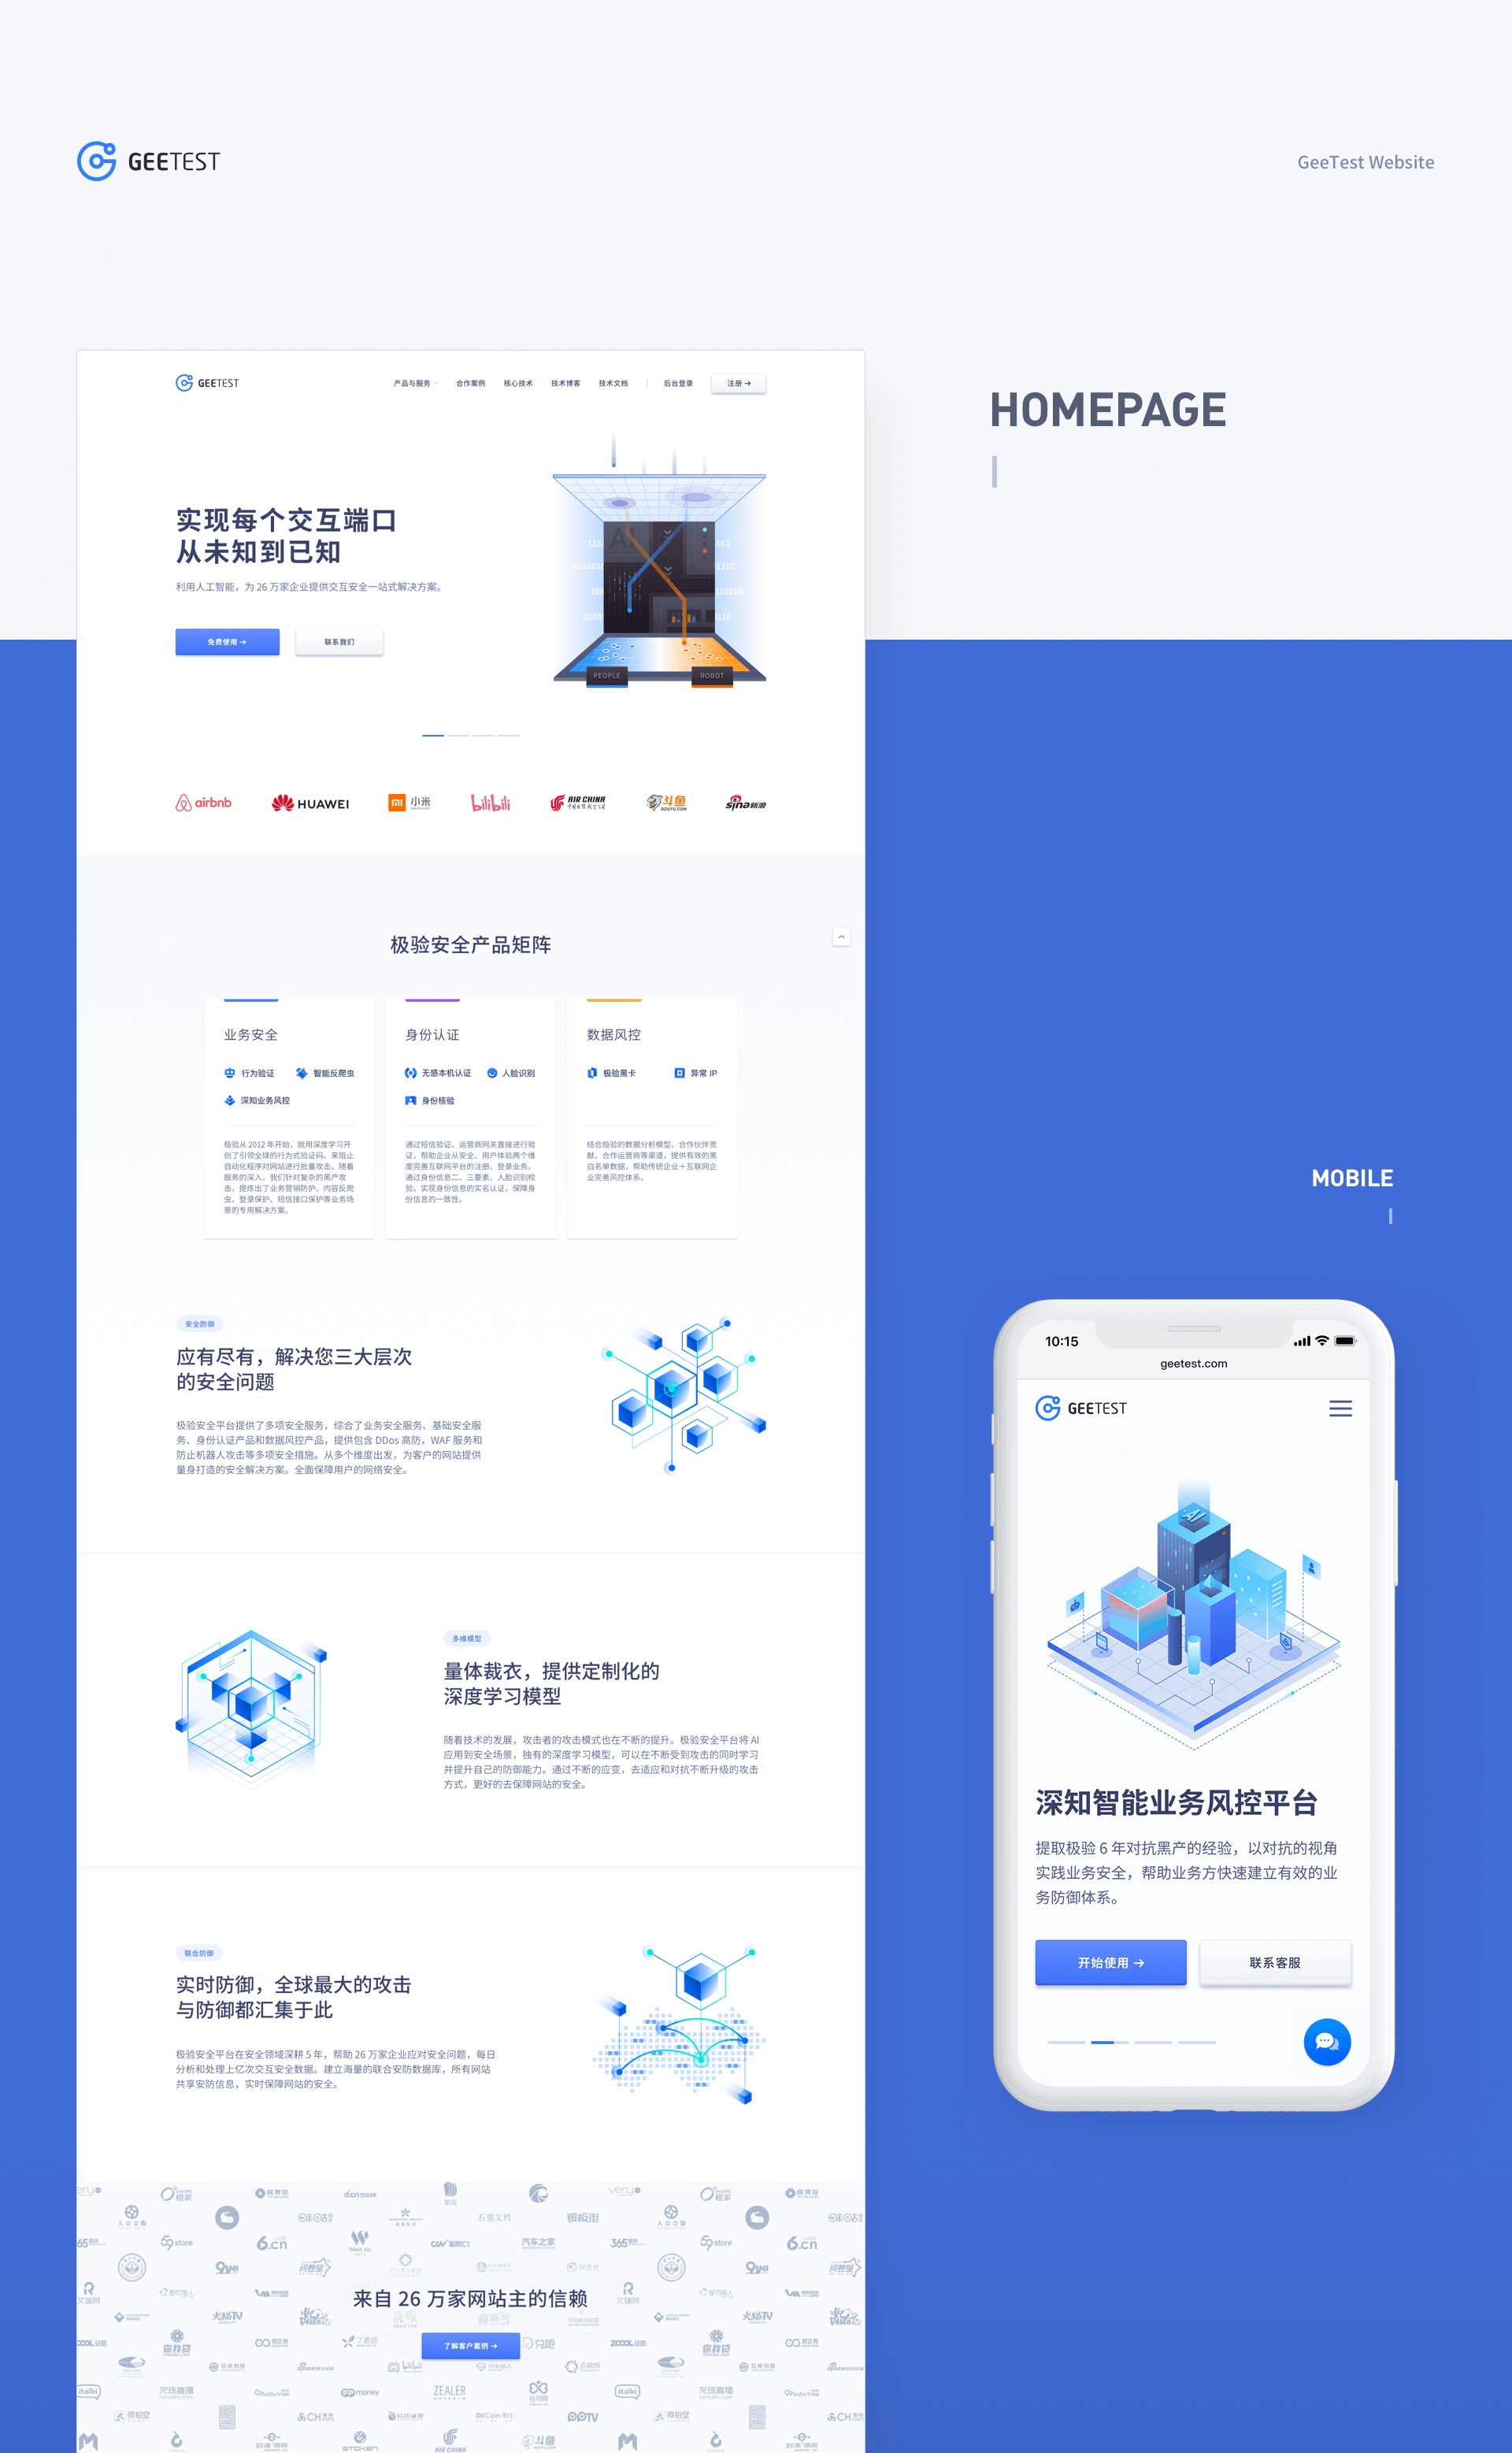 GEETEST
GeeTest Website
HOMEPAGE
GEETEST
产品与服务
合作案例
核心技术
技术博客
技术文档
后台登录
注册 →
实现每个交互端口
从未知到已知
利用人工智能，为 26 万家企业提供交互安全一站式解决方案。
免费使用 →
联系我们
PEOPLE
ROBOT
airbnb
HUAWEI
小米
bilibili
AIR CHINA
斗鱼
DOUYU.COM
sina新浪
极验安全产品矩阵
业务安全
行为验证
智能反爬虫
深知业务风控
极验从 2012 年开始，就用深度学习开
创了引领全球的行为式验证码。来阻止
自动化程序对网站进行批量攻击。随着
服务的深入，我们针对复杂的黑产攻
击，提炼出了业务营销防护、内容反爬
虫、登录保护、短信接口保护等业务场
景的专用解决方案。
身份认证
无感本机认证
人脸识别
身份核验
通过短信验证、运营商网关直接进行验
证，帮助企业从安全、用户体验两个维
度完善互联网平台的注册、登录业务。
通过身份信息二、三要素、人脸识别校
验，实现身份信息的实名认证，保障身
份信息的一致性。
数据风控
极验黑卡
异常 IP
结合极验的数据分析模型、合作伙伴贡
献、合作运营商等渠道，提供有效的黑
白名单数据，帮助传统企业＋互联网企
业完善风控体系。
安全防御
应有尽有，解决您三大层次
的安全问题
极验安全平台提供了多项安全服务，综合了业务安全服务、基础安全服
务、身份认证产品和数据风控产品，提供包含 DDos 高防，WAF 服务和
防止机器人攻击等多项安全措施。从多个维度出发，为客户的网站提供
量身打造的安全解决方案。全面保障用户的网络安全。
多维模型
量体裁衣，提供定制化的
深度学习模型
随着技术的发展，攻击者的攻击模式也在不断的提升。极验安全平台将 AI
应用到安全场景，独有的深度学习模型，可以在不断受到攻击的同时学习
并提升自己的防御能力。通过不断的应变，去适应和对抗不断升级的攻击
方式，更好的去保障网站的安全。
联合防御
实时防御，全球最大的攻击
与防御都汇集于此
极验安全平台在安全领域深耕 5 年，帮助 26 万家企业应对安全问题，每日
分析和处理上亿次交互安全数据。建立海量的联合安防数据库，所有网站
共享安防信息，实时保障网站的安全。
石墨文档
59store
6.cn
West Air
汽车之家
来自 26 万家网站主的信赖
了解客户案例 →
火猫TV
italki
龙珠直播
PPmoney
ZEALER
PPTV
AIR CHINA
斗鱼
MOBILE
10:15
geetest.com
GEETEST
AI
深知智能业务风控平台
提取极验 6 年对抗黑产的经验，以对抗的视角
实践业务安全，帮助业务方快速建立有效的业
务防御体系。
开始使用 →
联系客服